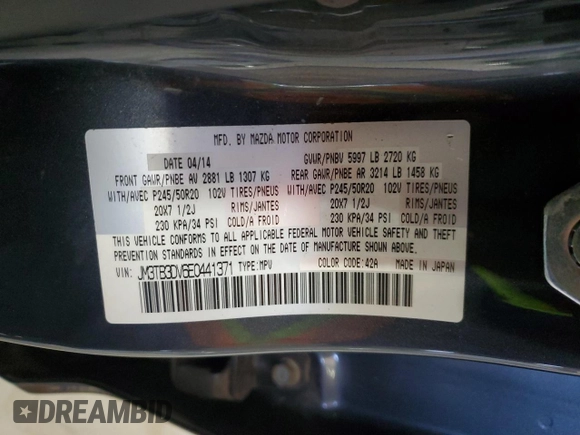 MFD. BY MAZDA MOTOR CORPORATION
DATE 04/14 GVWR/PNBV 5997 LB 2720 KG
FRONT GAWR/PNBE AV 2881 LB 1307 KG REAR GAWR/PNBE AR 3214 LB 1458 KG
WITH/AVEC P245/50R20 102V TIRES/PNEUS WITH/AVEC P245/50R20 102V TIRES/PNEUS
20X7 1/2J RIMS/JANTES 20X7 1/2J RIMS/JANTES
230 KPA/34 PSI COLD/A FROID 230 KPA/34 PSI COLD/A FROID
THIS VEHICLE CONFORMS TO ALL APPLICABLE FEDERAL MOTOR VEHICLE SAFETY AND THEFT
PREVENTION STANDARDS IN EFFECT ON THE DATE OF MANUFACTURE SHOWN ABOVE.
VIN: JM3TB3DV6E0441371 TYPE:MPV COLOR CODE:42A MADE IN JAPAN
DREAMBID